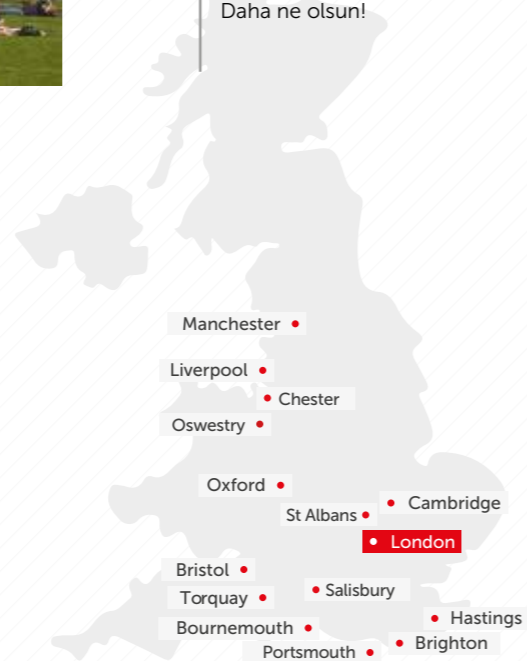 Daha ne olsun!
Manchester
Liverpool
Chester
Oswestry
Oxford
Cambridge
St Albans
London
Bristol
Salisbury
Torquay
Hastings
Bournemouth
Brighton
Portsmouth